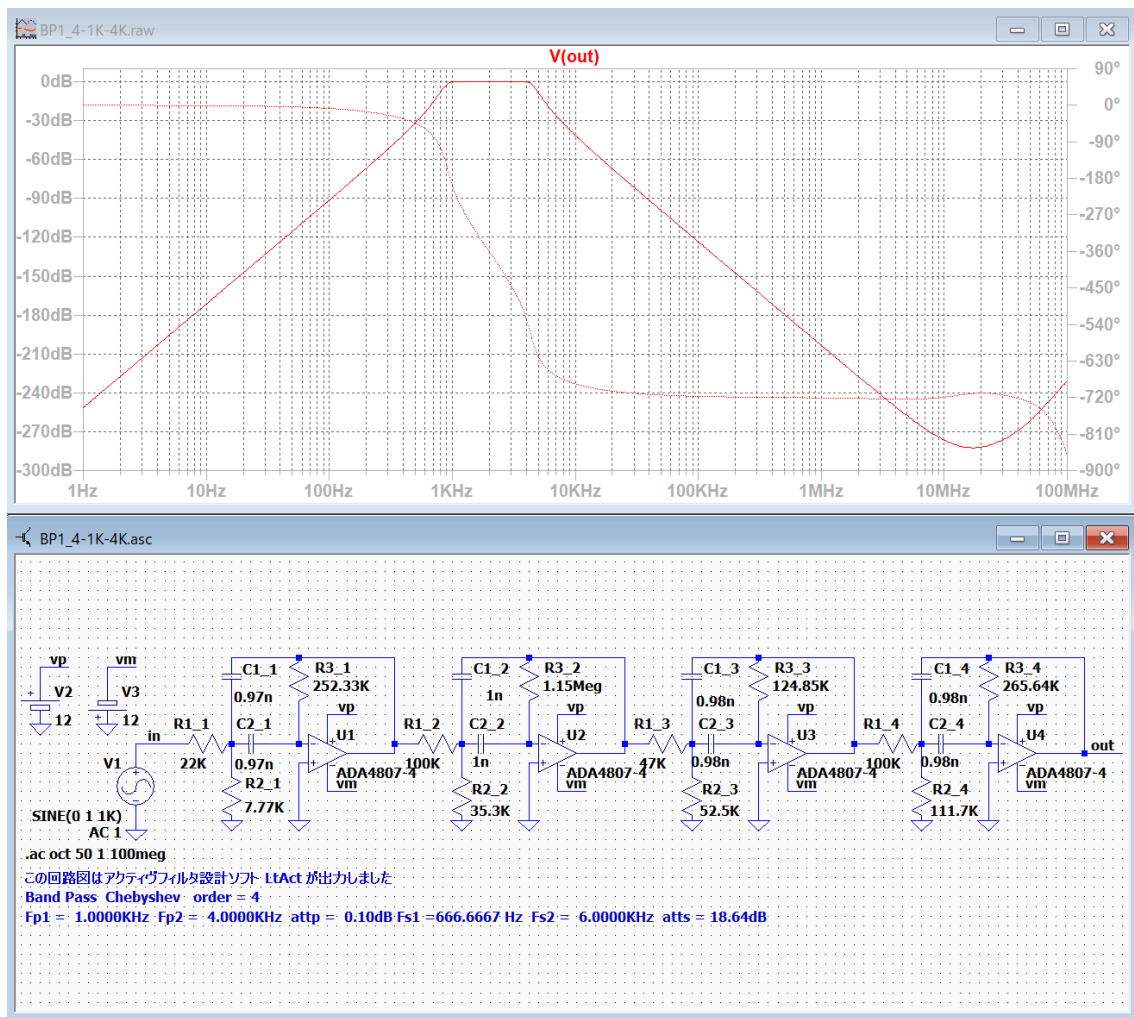 BP1_4-1K-4K.raw
V(out)
0dB
-30dB
-60dB
-90dB
-120dB
-150dB
-180dB
-210dB
-240dB
-270dB
-300dB
90°
0°
-90°
-180°
-270°
-360°
-450°
-540°
-630°
-720°
-810°
-900°
1Hz 10Hz 100Hz 1KHz 10KHz 100KHz 1MHz 10MHz 100MHz
BP1_4-1K-4K.asc
vp vm
V2 V3
12 12
in
V1
SINE(0 1 1K)
AC 1
C1_1
0.97n
R3_1
252.33K
R1_1
22K
C2_1
0.97n
R2_1
7.77K
vp
U1
ADA4807-4
vm
C1_2
1n
R3_2
1.15Meg
R1_2
100K
C2_2
1n
R2_2
35.3K
vp
U2
ADA4807-4
vm
C1_3
0.98n
R3_3
124.85K
R1_3
47K
C2_3
0.98n
R2_3
52.5K
vp
U3
ADA4807-4
vm
C1_4
0.98n
R3_4
265.64K
R1_4
100K
C2_4
0.98n
R2_4
111.7K
vp
U4
ADA4807-4
vm
out
.ac oct 50 1 100meg
この回路図はアクティヴフィルタ設計ソフト LtAct が出力しました
Band Pass Chebyshev order = 4
Fp1 = 1.0000KHz Fp2 = 4.0000KHz attp = 0.10dB Fs1 =666.6667 Hz Fs2 = 6.0000KHz atts = 18.64dB